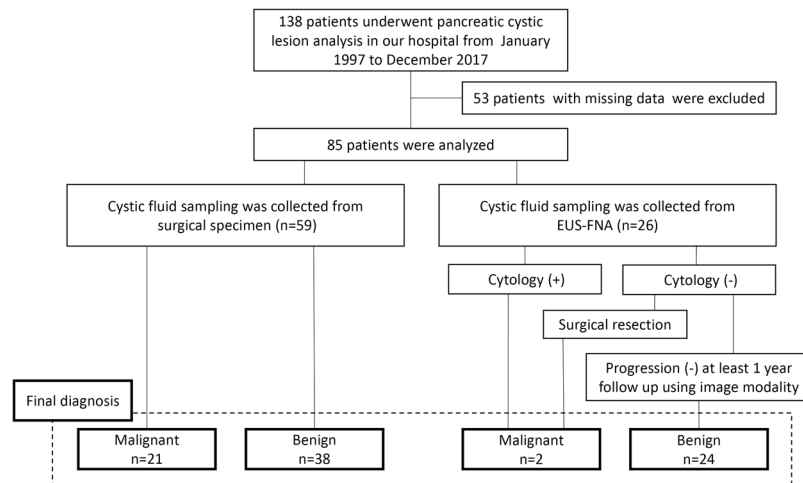 138 patients underwent pancreatic cystic
lesion analysis in our hospital from January
1997 to December 2017
53 patients with missing data were excluded
85 patients were analyzed
Cystic fluid sampling was collected from
surgical specimen (n=59)
Cystic fluid sampling was collected from
EUS-FNA (n=26)
Cytology (+)
Cytology (-)
Surgical resection
Progression (-) at least 1 year
follow up using image modality
Final diagnosis
Malignant
n=21
Benign
n=38
Malignant
n=2
Benign
n=24